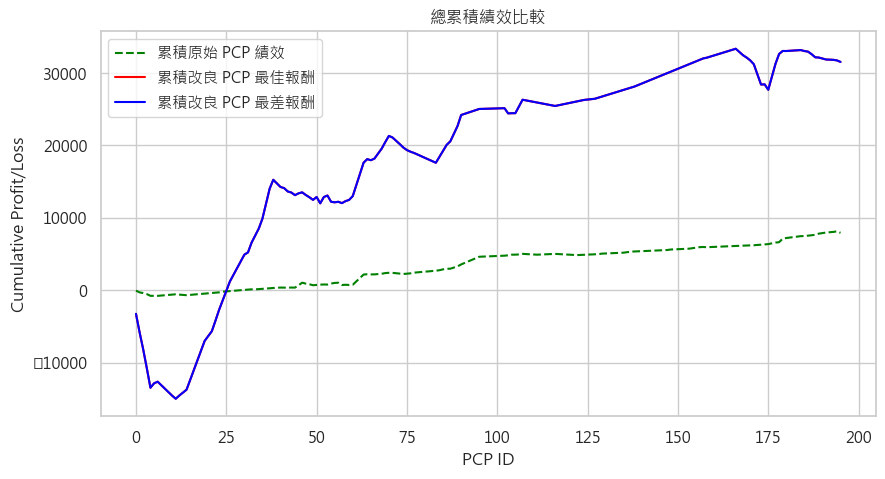 總累積績效比較
累積原始 PCP 績效
累積改良 PCP 最佳報酬
累積改良 PCP 最差報酬
Cumulative Profit/Loss
30000
20000
10000
0
□10000
0 25 50 75 100 125 150 175 200
PCP ID